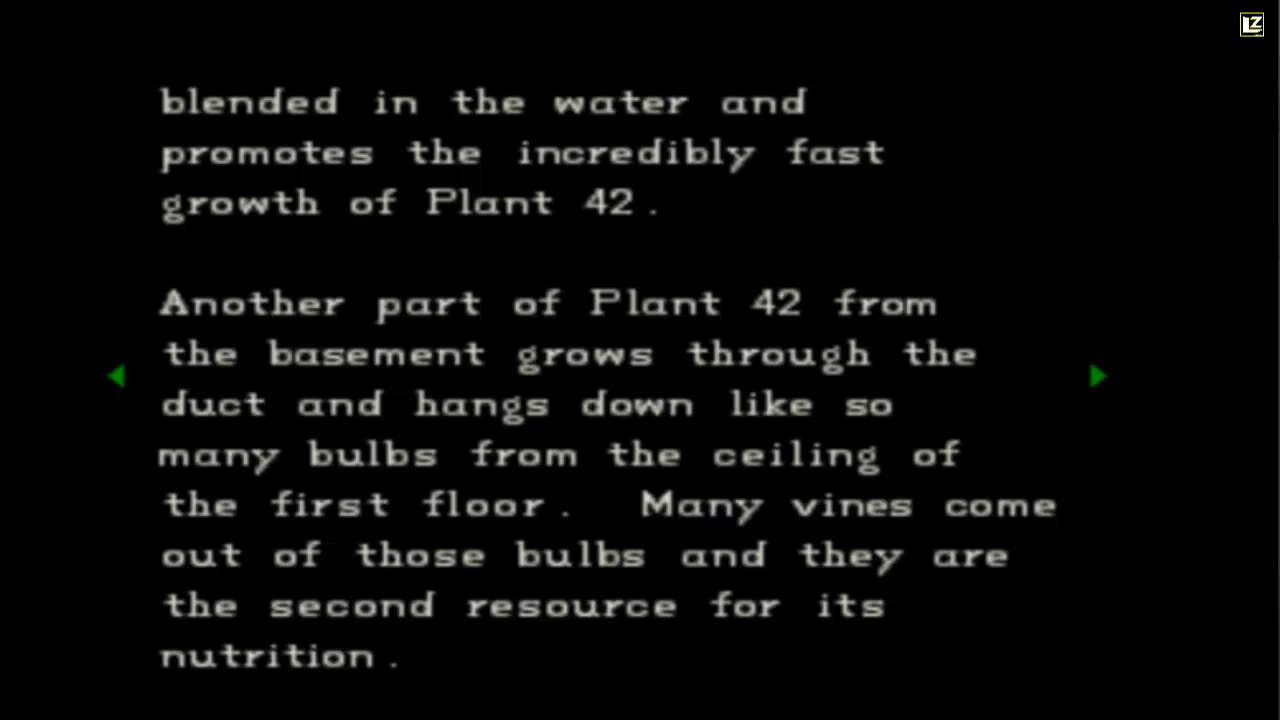 LZ
blended in the water and
promotes the incredibly fast
growth of Plant 42.
Another part of Plant 42 from
the basement grows through the
duct and hangs down like so
many bulbs from the ceiling of
the first floor.  Many vines come
out of those bulbs and they are
the second resource for its
nutrition.